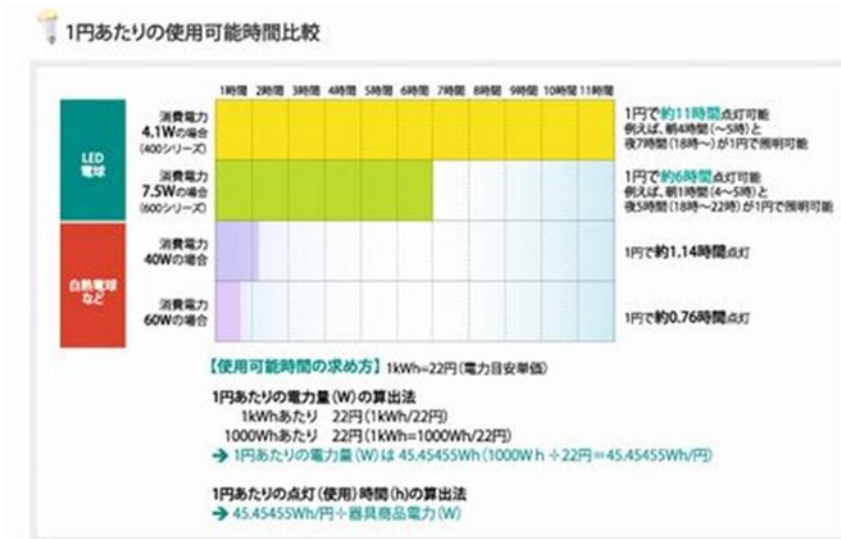 1円あたりの使用可能時間比較
1時間 2時間 3時間 4時間 5時間 6時間 7時間 8時間 9時間 10時間 11時間
LED
電球
消費電力
4.1Wの場合
(400シリーズ)
1円で約11時間点灯可能
例えば、朝4時間(〜5時)と
夜7時間(18時〜)が1円で照明可能
消費電力
7.5Wの場合
(600シリーズ)
1円で約6時間点灯可能
例えば、朝1時間(4〜5時)と
夜5時間(18時〜22時)が1円で照明可能
白熱電球
など
消費電力
40Wの場合
1円で約1.14時間点灯
消費電力
60Wの場合
1円で約0.76時間点灯
【使用可能時間の求め方】1kWh=22円(電力目安単価)
1円あたりの電力量(W)の算出法
1kWhあたり 22円(1kWh/22円)
1000Whあたり 22円(1kWh=1000Wh/22円)
→ 1円あたりの電力量(W)は 45.45455Wh(1000Wh÷22円=45.45455Wh/円)
1円あたりの点灯(使用)時間(h)の算出法
→ 45.45455Wh/円÷器具商品電力(W)